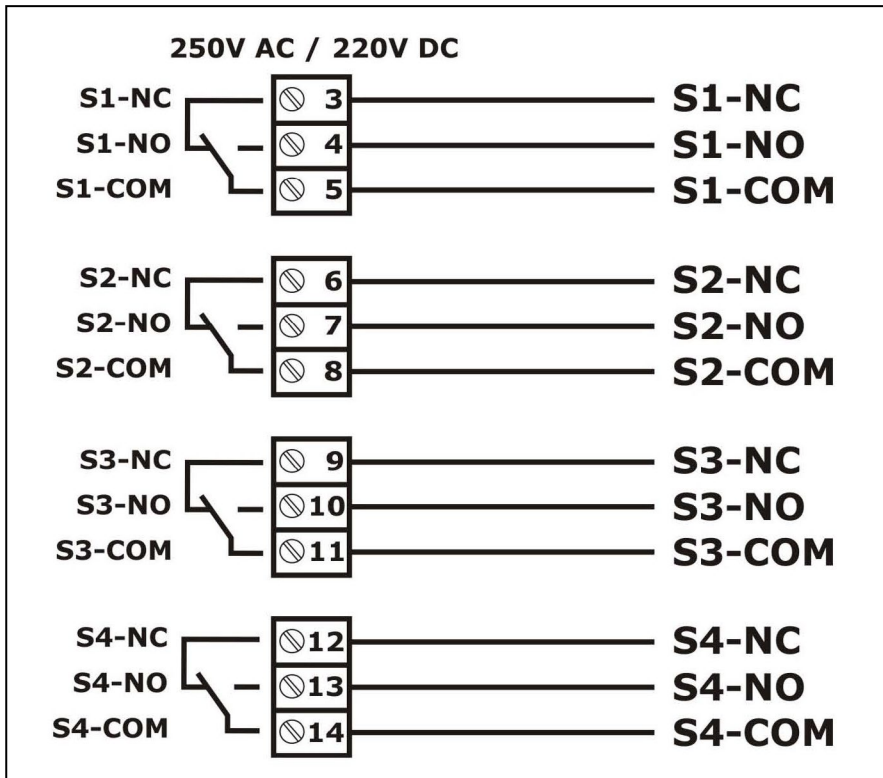 250V AC / 220V DC
S1-NC 3 S1-NC
S1-NO 4 S1-NO
S1-COM 5 S1-COM
S2-NC 6 S2-NC
S2-NO 7 S2-NO
S2-COM 8 S2-COM
S3-NC 9 S3-NC
S3-NO 10 S3-NO
S3-COM 11 S3-COM
S4-NC 12 S4-NC
S4-NO 13 S4-NO
S4-COM 14 S4-COM